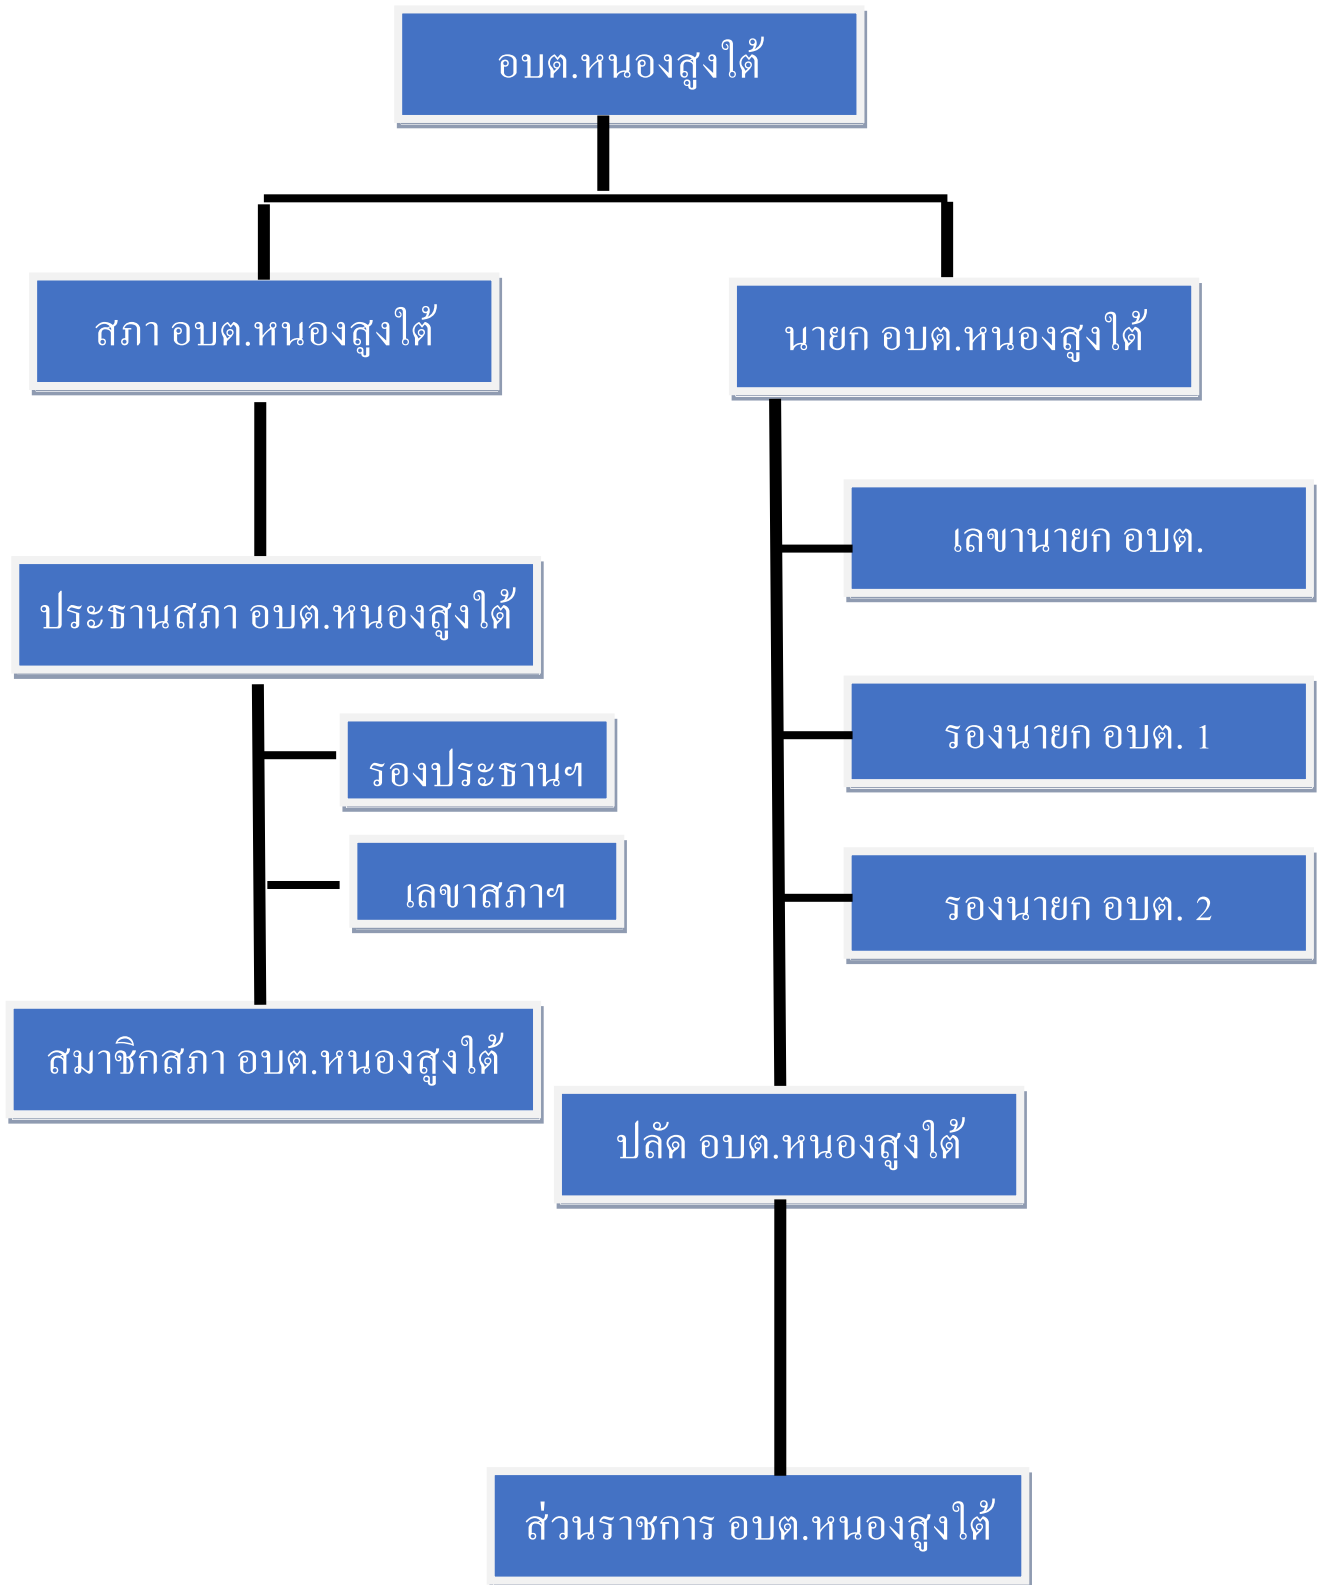 อบต.หนองสูงใต้
สภา อบต.หนองสูงใต้
นายก อบต.หนองสูงใต้
เลขานายก อบต.
ประธานสภา อบต.หนองสูงใต้
รองนายก อบต. 1
รองประธานฯ
เลขาสภาฯ
รองนายก อบต. 2
สมาชิกสภา อบต.หนองสูงใต้
ปลัด อบต.หนองสูงใต้
ส่วนราชการ อบต.หนองสูงใต้